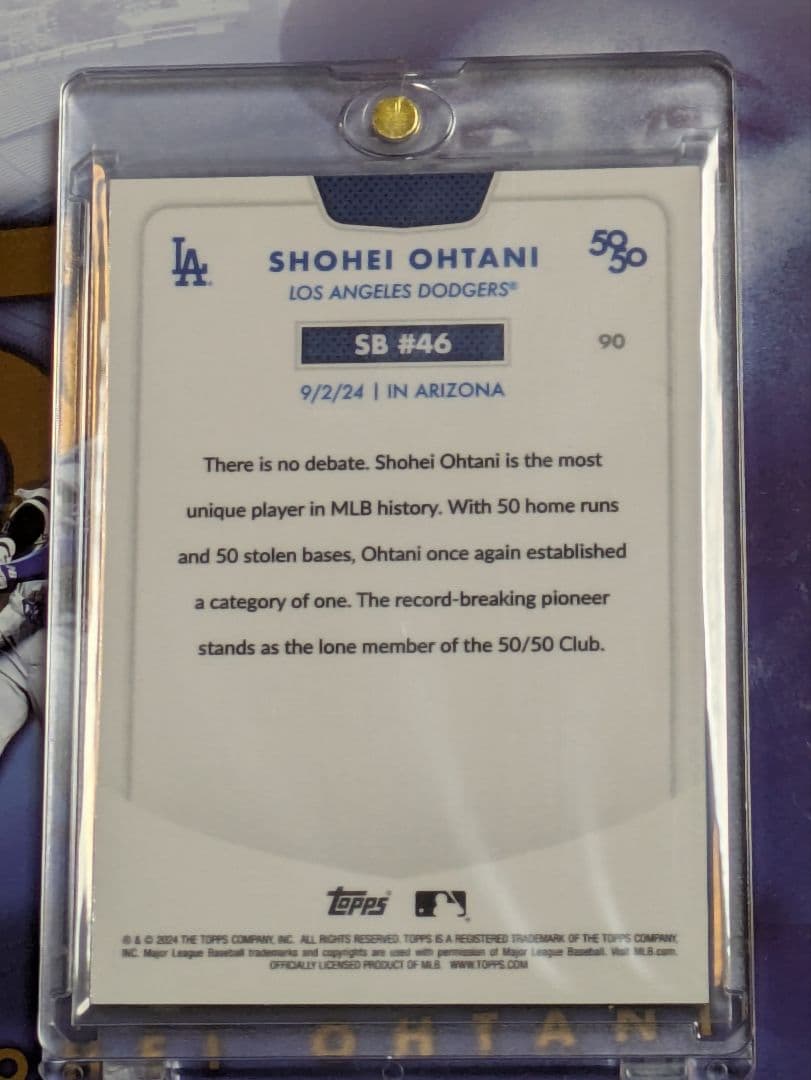 LA
SHOHEI OHTANI
50
50
LOS ANGELES DODGERS®
SB #46
90
9/2/24 | IN ARIZONA
There is no debate. Shohei Ohtani is the most
unique player in MLB history. With 50 home runs
and 50 stolen bases, Ohtani once again established
a category of one. The record-breaking pioneer
stands as the lone member of the 50/50 Club.
Topps®
® & © 2024 THE TOPPS COMPANY, INC. ALL RIGHTS RESERVED. TOPPS IS A REGISTERED TRADEMARK OF THE TOPPS COMPANY,
INC. Major League Baseball trademarks and copyrights are used with permission of Major League Baseball. Visit MLB.com.
OFFICIALLY LICENSED PRODUCT OF MLB. WWW.TOPPS.COM
HEI OHTANI